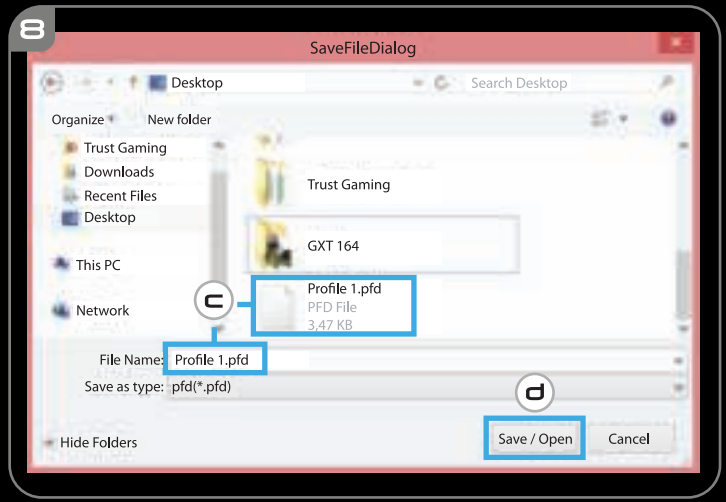 8
SaveFileDialog
Desktop
Search Desktop
Organize
New folder
Trust Gaming
Downloads
Recent Files
Desktop
This PC
Network
Trust Gaming
GXT 164
Profile 1.pfd
PFD File
3,47 KB
c
File Name: Profile 1.pfd
Save as type: pfd(*.pfd)
d
Hide Folders
Save / Open
Cancel